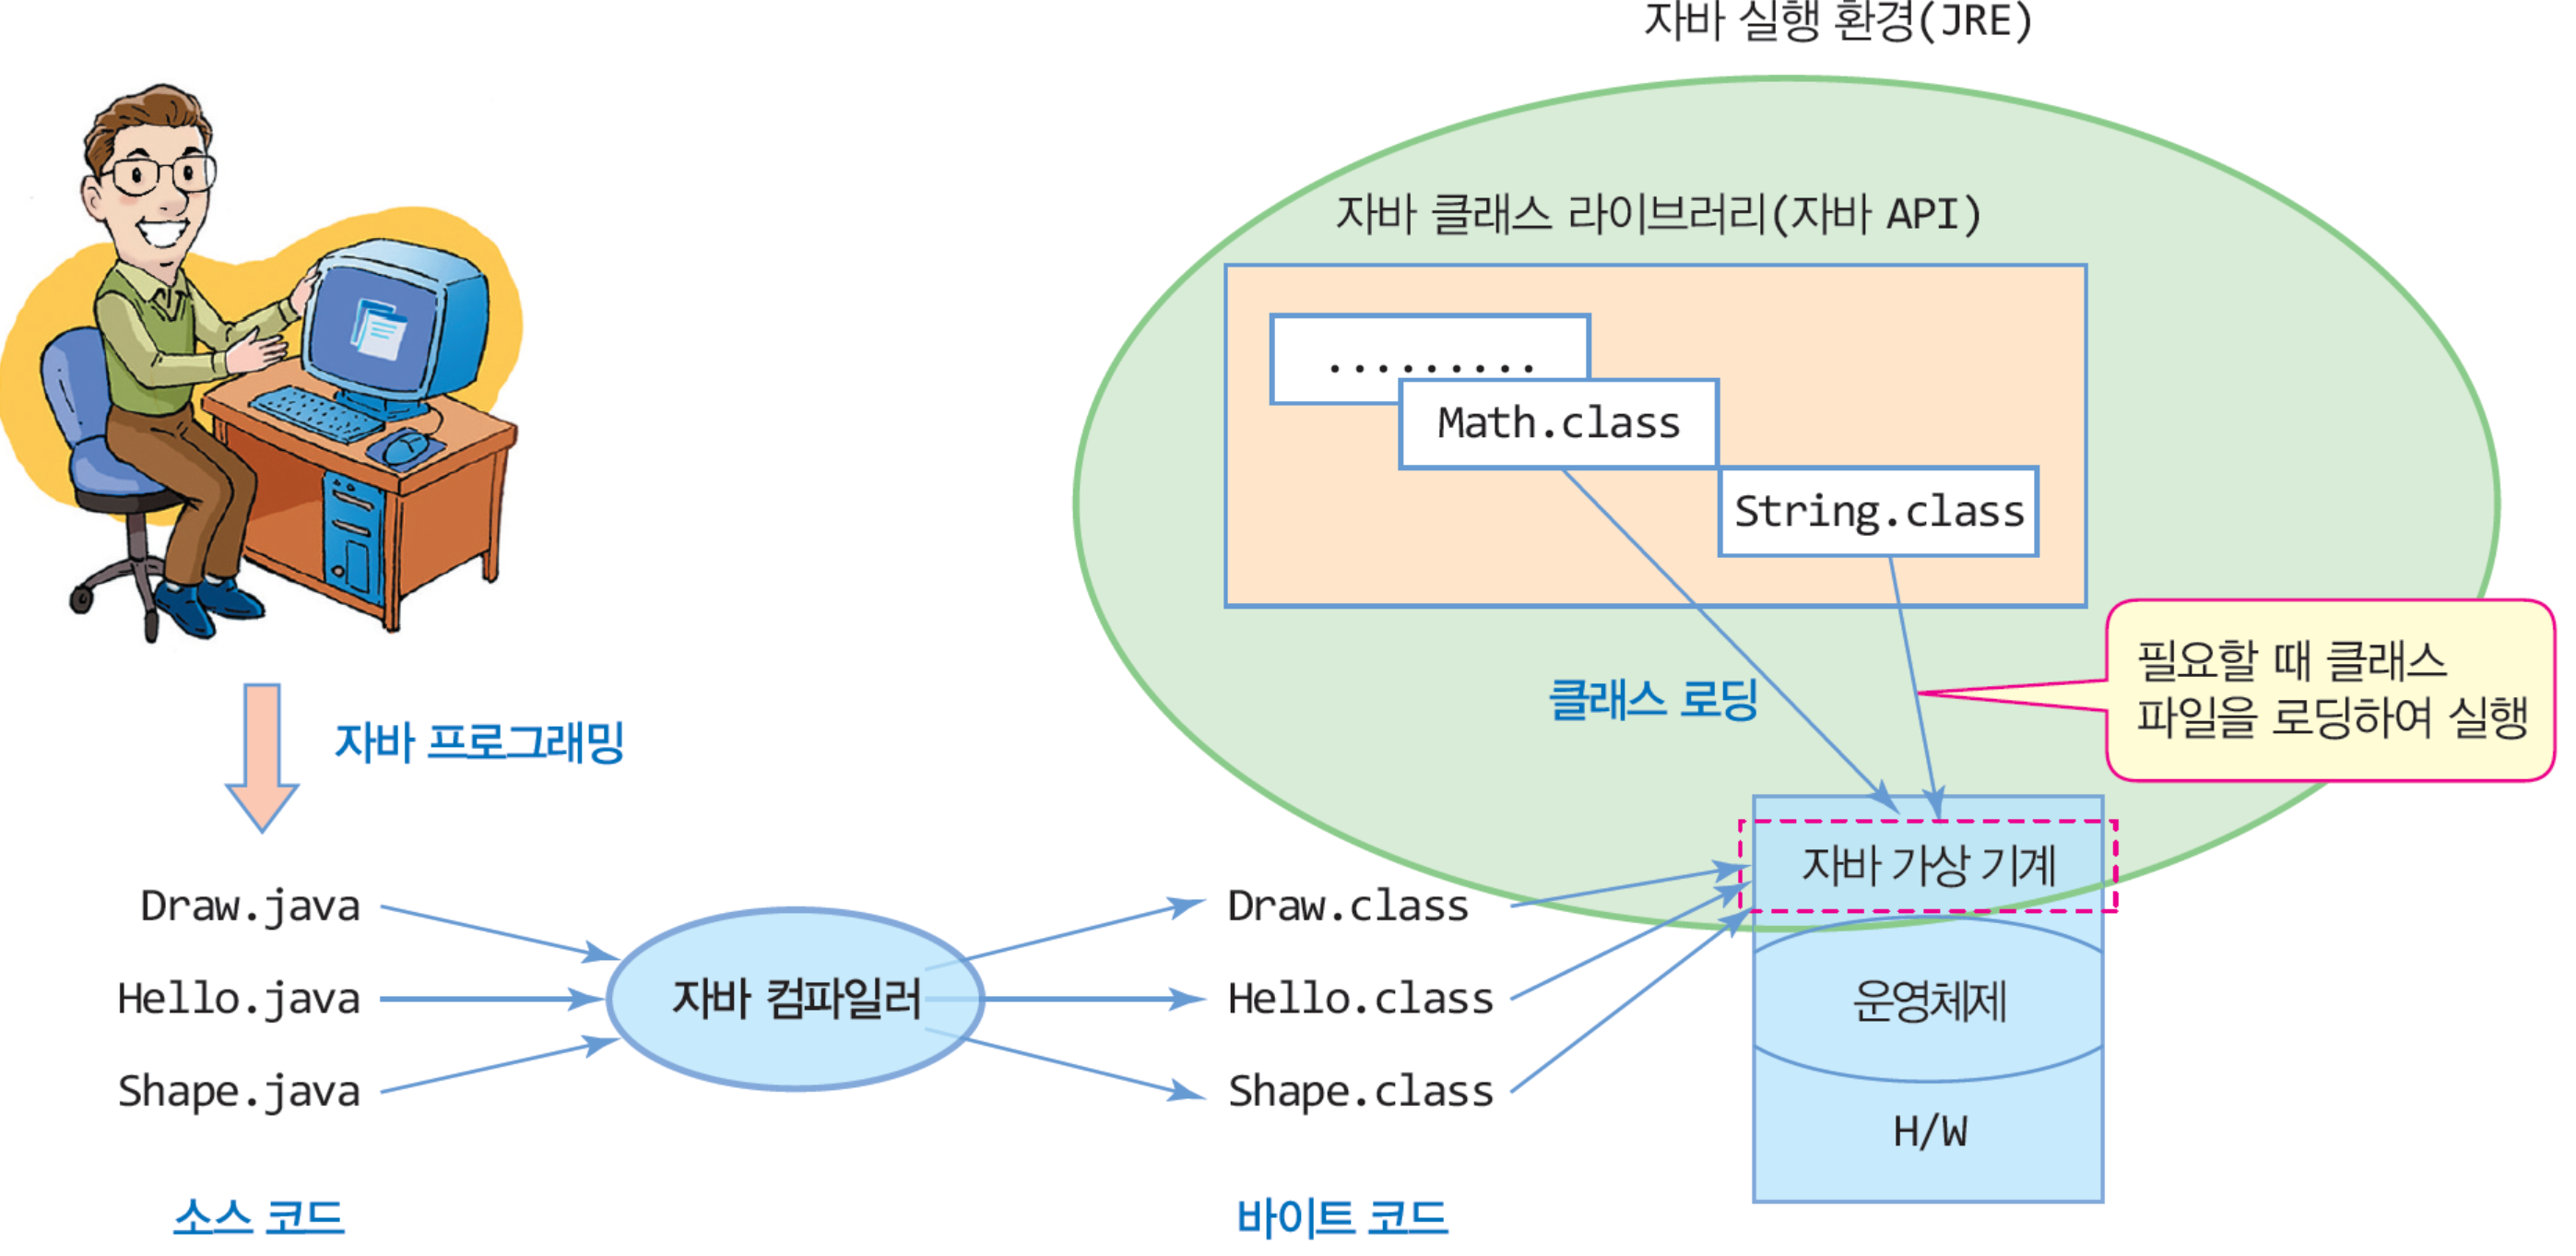 자바 실행 환경(JRE)
자바 클래스 라이브러리(자바 API)
.........
Math.class
String.class
클래스 로딩
필요할 때 클래스
파일을 로딩하여 실행
자바 프로그래밍
Draw.java
Hello.java
Shape.java
자바 컴파일러
Draw.class
Hello.class
Shape.class
자바 가상 기계
운영체제
H/W
소스 코드
바이트 코드